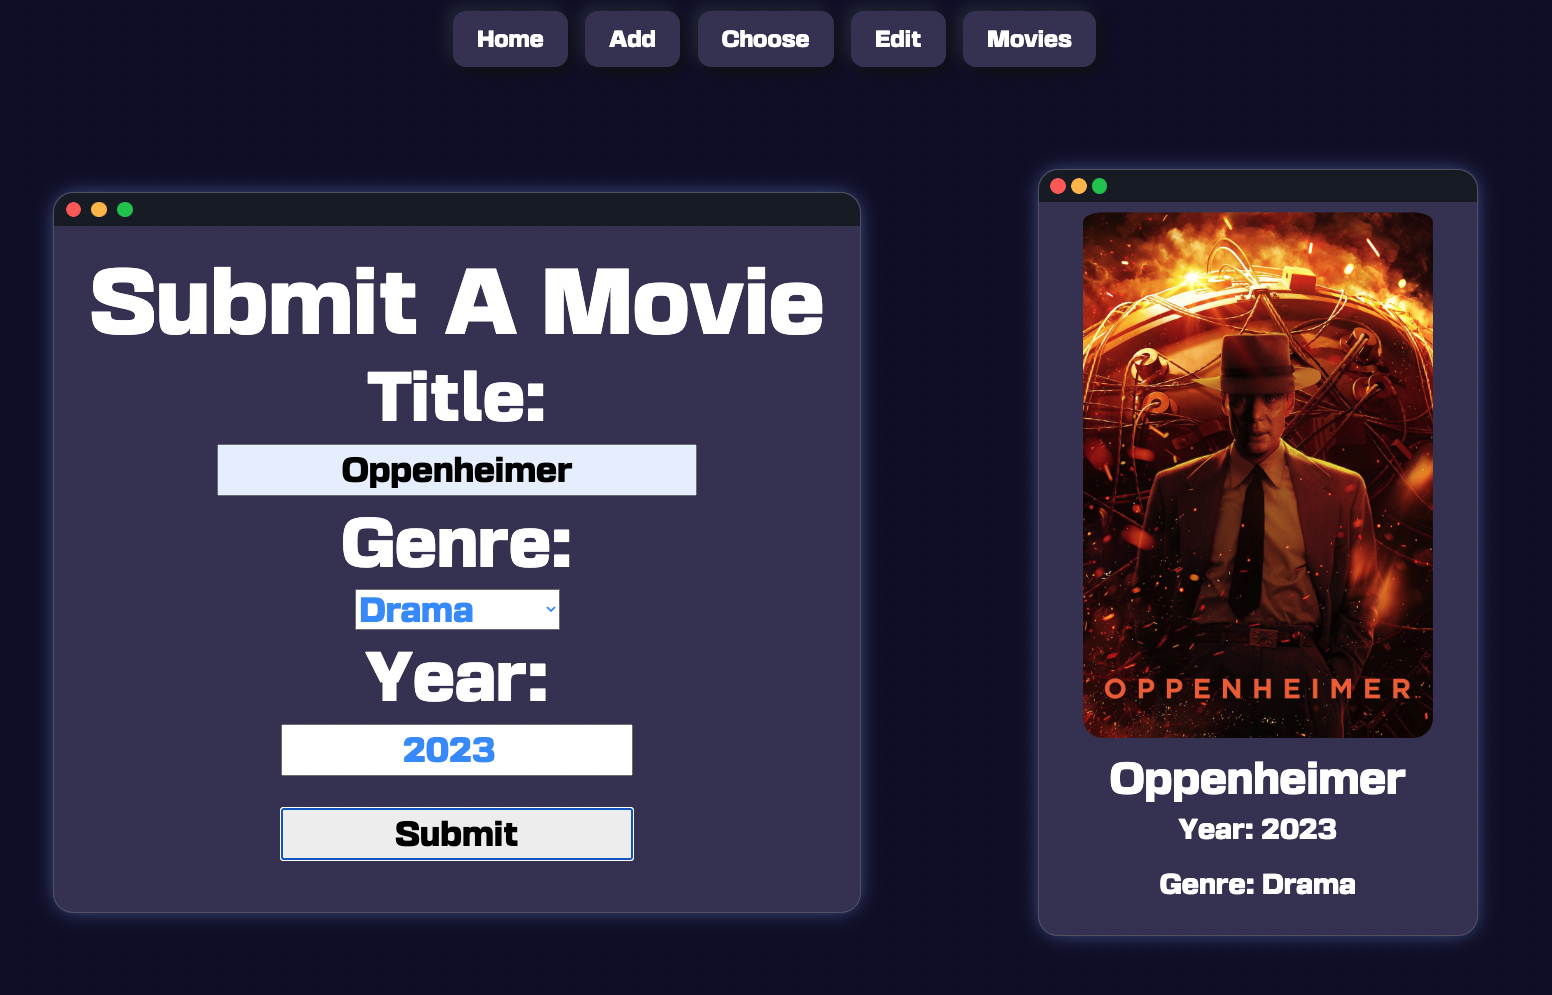 Home Add Choose Edit Movies
Submit A Movie
Title:
Oppenheimer
Genre:
Drama
Year:
2023
Submit
OPPENHEIMER
Oppenheimer
Year: 2023
Genre: Drama